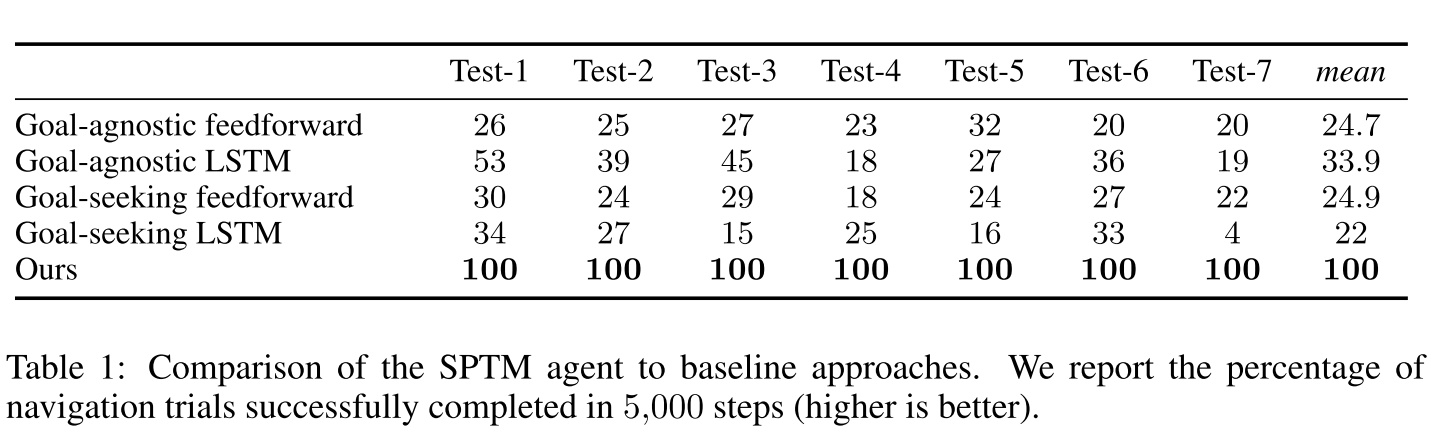 Test-1 Test-2 Test-3 Test-4 Test-5 Test-6 Test-7 mean
Goal-agnostic feedforward 26 25 27 23 32 20 20 24.7
Goal-agnostic LSTM 53 39 45 18 27 36 19 33.9
Goal-seeking feedforward 30 24 29 18 24 27 22 24.9
Goal-seeking LSTM 34 27 15 25 16 33 4 22
Ours 100 100 100 100 100 100 100 100
Table 1: Comparison of the SPTM agent to baseline approaches. We report the percentage of
navigation trials successfully completed in 5,000 steps (higher is better).